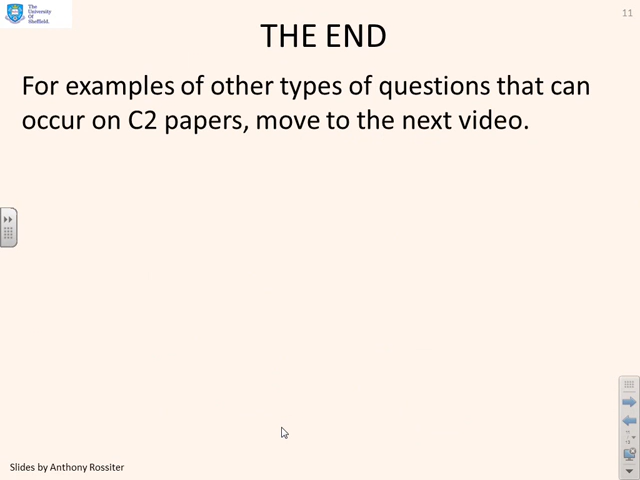 The
University
Of
Sheffield.
11
THE END
For examples of other types of questions that can
occur on C2 papers, move to the next video.
Slides by Anthony Rossiter